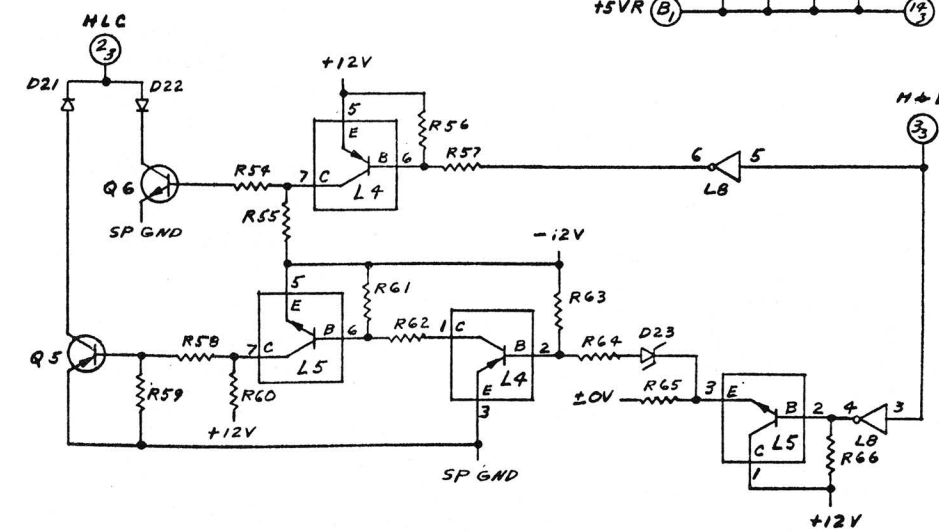 +5VR B1 14 3
HLC
2 3
D21 D22
+12V
5
E
R56
B 6 R57
7 C
L4
R54
Q6
SP GND
R55
6 5
L8
33
-12V
5
E
R61
R63
B 6 R62 1 C
R58 7 C
L5
B 2 R64 D23
L4
E
3
Q5
R59
R60
+12V
±0V R65 3 E
B 2 4 3
L5 L8
C R66
1
SP GND
+12V